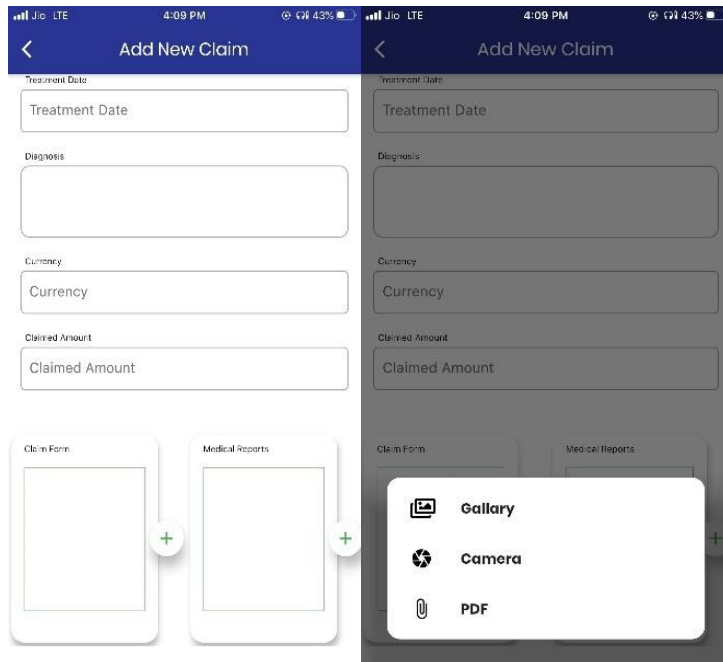 Jio LTE 4:09 PM 43%
Add New Claim
Treatment Date
Treatment Date
Diagnosis
Currency
Currency
Claimed Amount
Claimed Amount
Claim Form Medical Reports
Jio LTE 4:09 PM 43%
Add New Claim
Treatment Date
Treatment Date
Diagnosis
Currency
Currency
Claimed Amount
Claimed Amount
Claim Form Medical Reports
Gallary
Camera
PDF